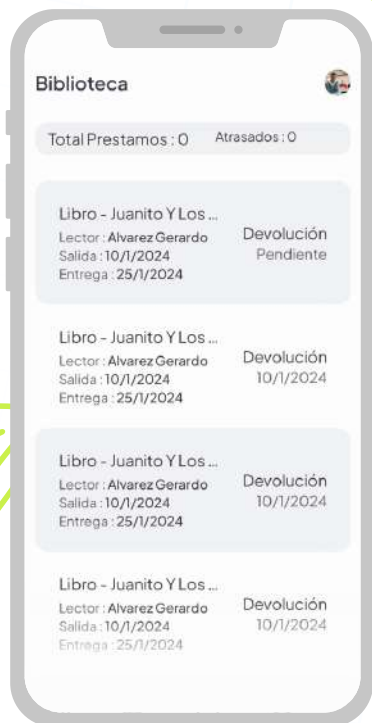 Biblioteca
Total Prestamos : 0 Atrasados : 0
Libro - Juanito Y Los ...
Lector : Alvarez Gerardo
Salida : 10/1/2024
Entrega : 25/1/2024
Devolución
Pendiente
Libro - Juanito Y Los ...
Lector : Alvarez Gerardo
Salida : 10/1/2024
Entrega : 25/1/2024
Devolución
10/1/2024
Libro - Juanito Y Los ...
Lector : Alvarez Gerardo
Salida : 10/1/2024
Entrega : 25/1/2024
Devolución
10/1/2024
Libro - Juanito Y Los ...
Lector : Alvarez Gerardo
Salida : 10/1/2024
Entrega : 25/1/2024
Devolución
10/1/2024